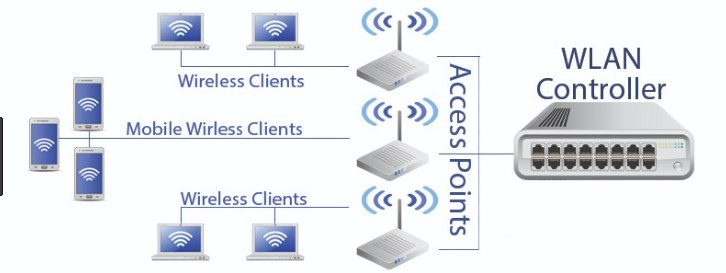 Wireless Clients
Mobile Wirless Clients
Wireless Clients
Access Points
WLAN
Controller